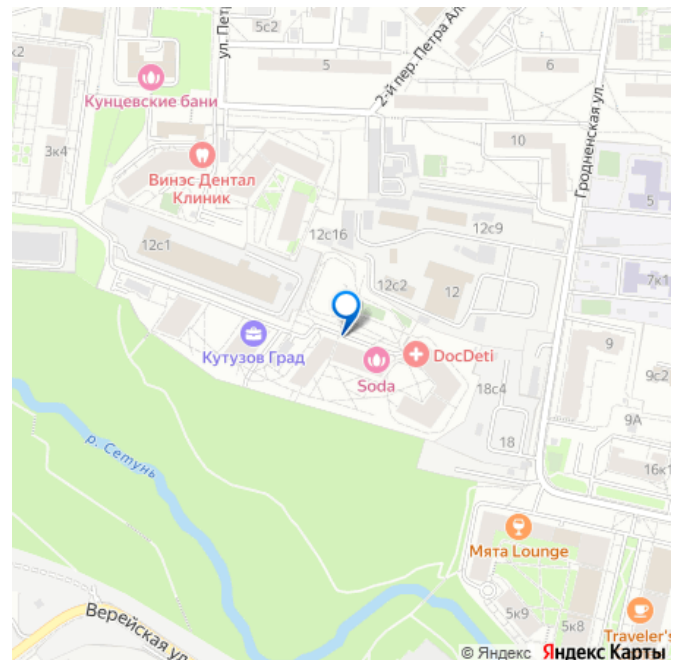 5с2
ул. Пет
5
2-й пер. Петра Ал
6
Кунцевские бани
3к4
10
Гродненская ул.
Винэс Дентал
Клиник
5
12с1
12с16
12с9
12с2
12
7к1
Кутузов Град
DocDeti
Soda
9
9с2
18с4
9А
18
16к1
р. Сетунь
Мята Lounge
Верейская ул.
5к9
5к8
Traveler's
© Яндекс Яндекс Карты